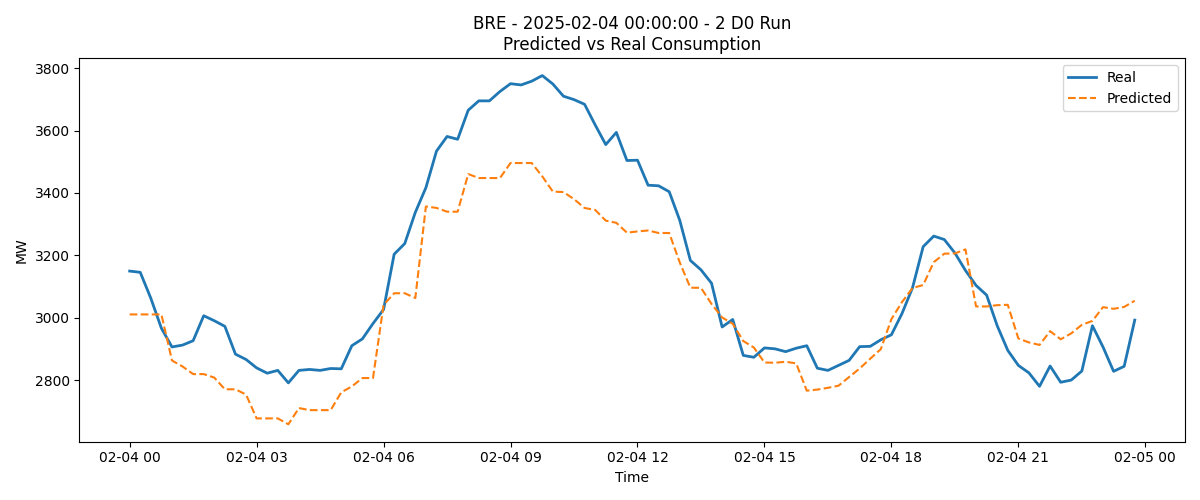 BRE - 2025-02-04 00:00:00 - 2 D0 Run
Predicted vs Real Consumption
Real
Predicted
MW
3800
3600
3400
3200
3000
2800
02-04 00
02-04 03
02-04 06
02-04 09
02-04 12
02-04 15
02-04 18
02-04 21
02-05 00
Time